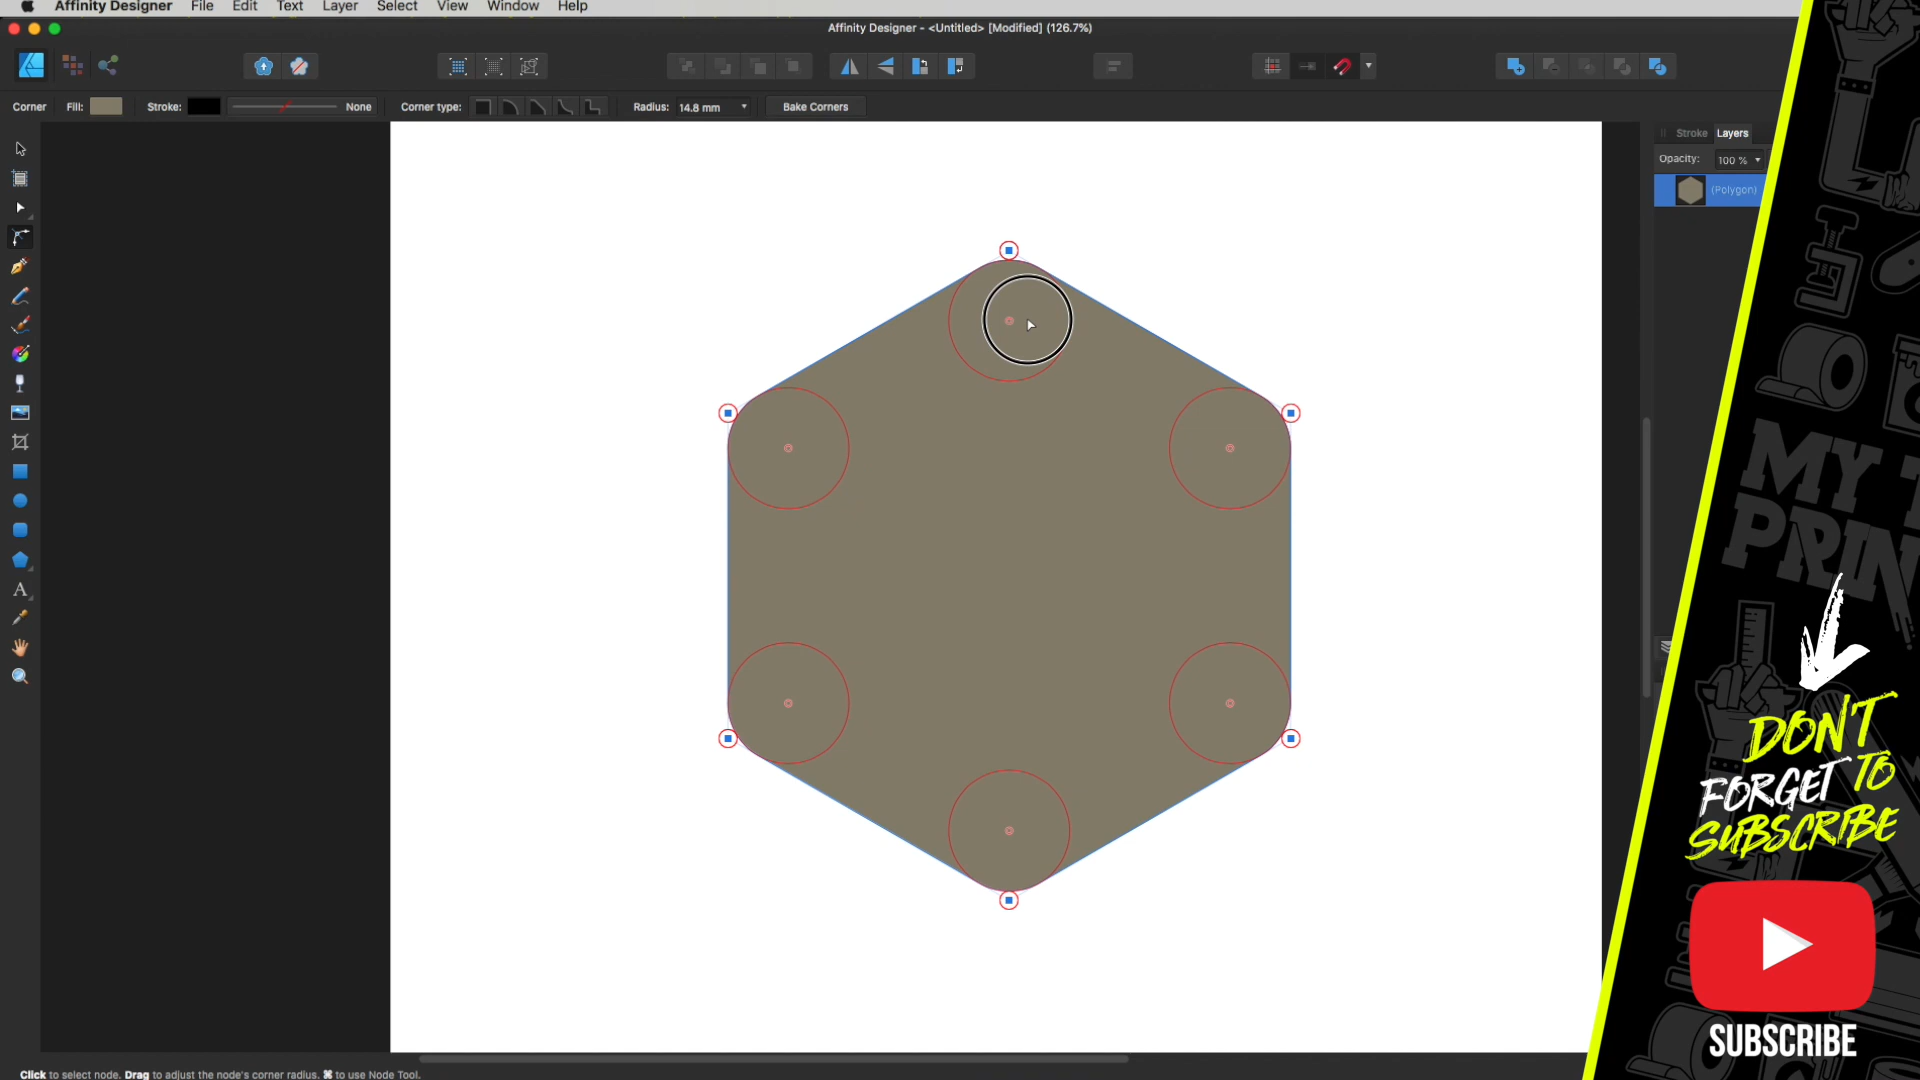 Affinity Designer File Edit Text Layer Select View Window Help
Affinity Designer - <Untitled> [Modified] (126.7%)
Corner Fill: Stroke: None Corner type: Radius: 14.8 mm Bake Corners
Stroke Layers
Opacity: 100 %
(Polygon)
A
MY
PRIN
DON'T
FORGET TO
SUBSCRIBE
SUBSCRIBE
Click to select node. Drag to adjust the node's corner radius. ⌘ to use Node Tool.